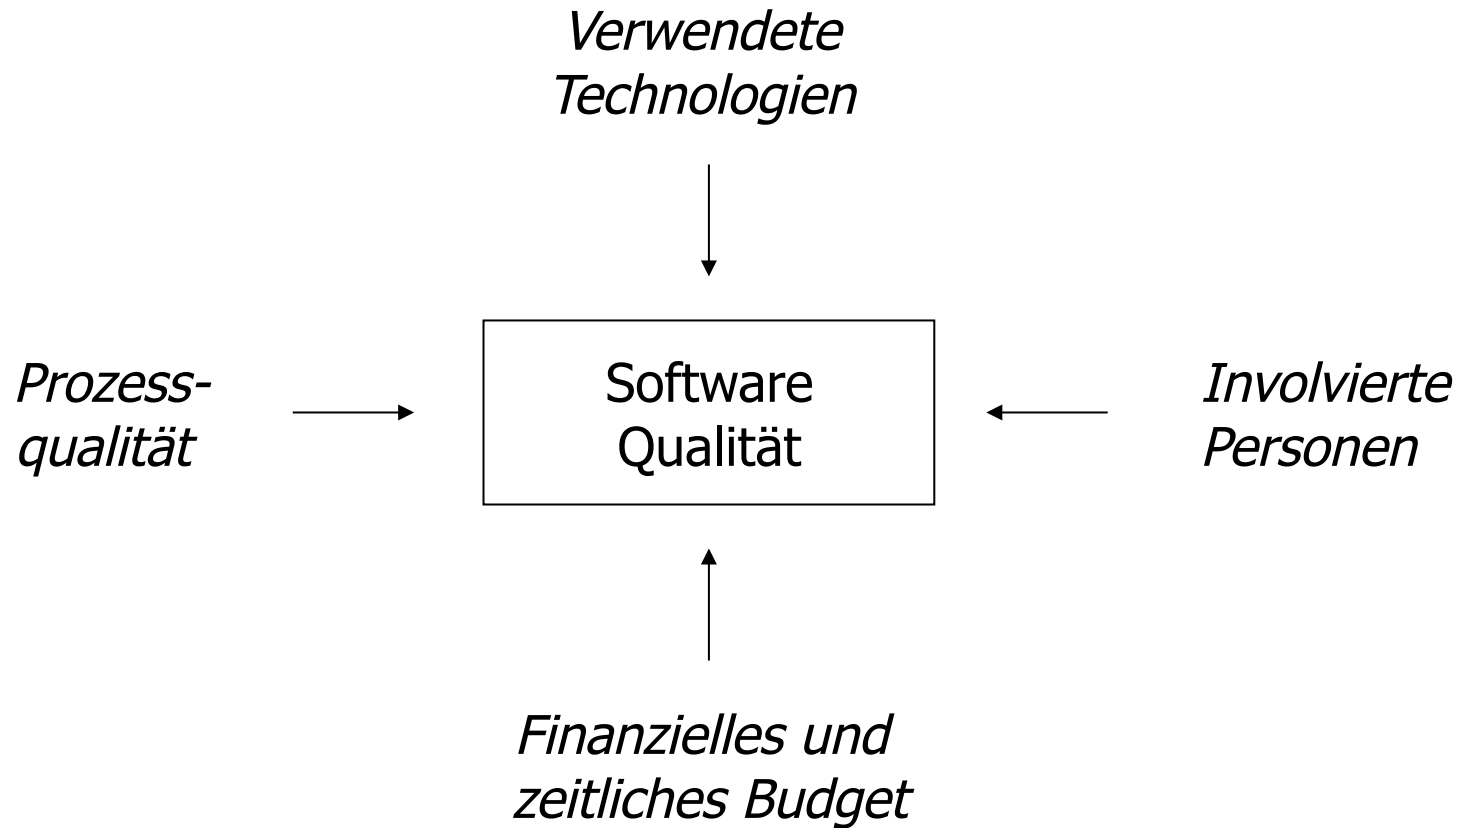 Verwendete
Technologien
Prozess-
qualität
Software
Qualität
Involvierte
Personen
Finanzielles und
zeitliches Budget